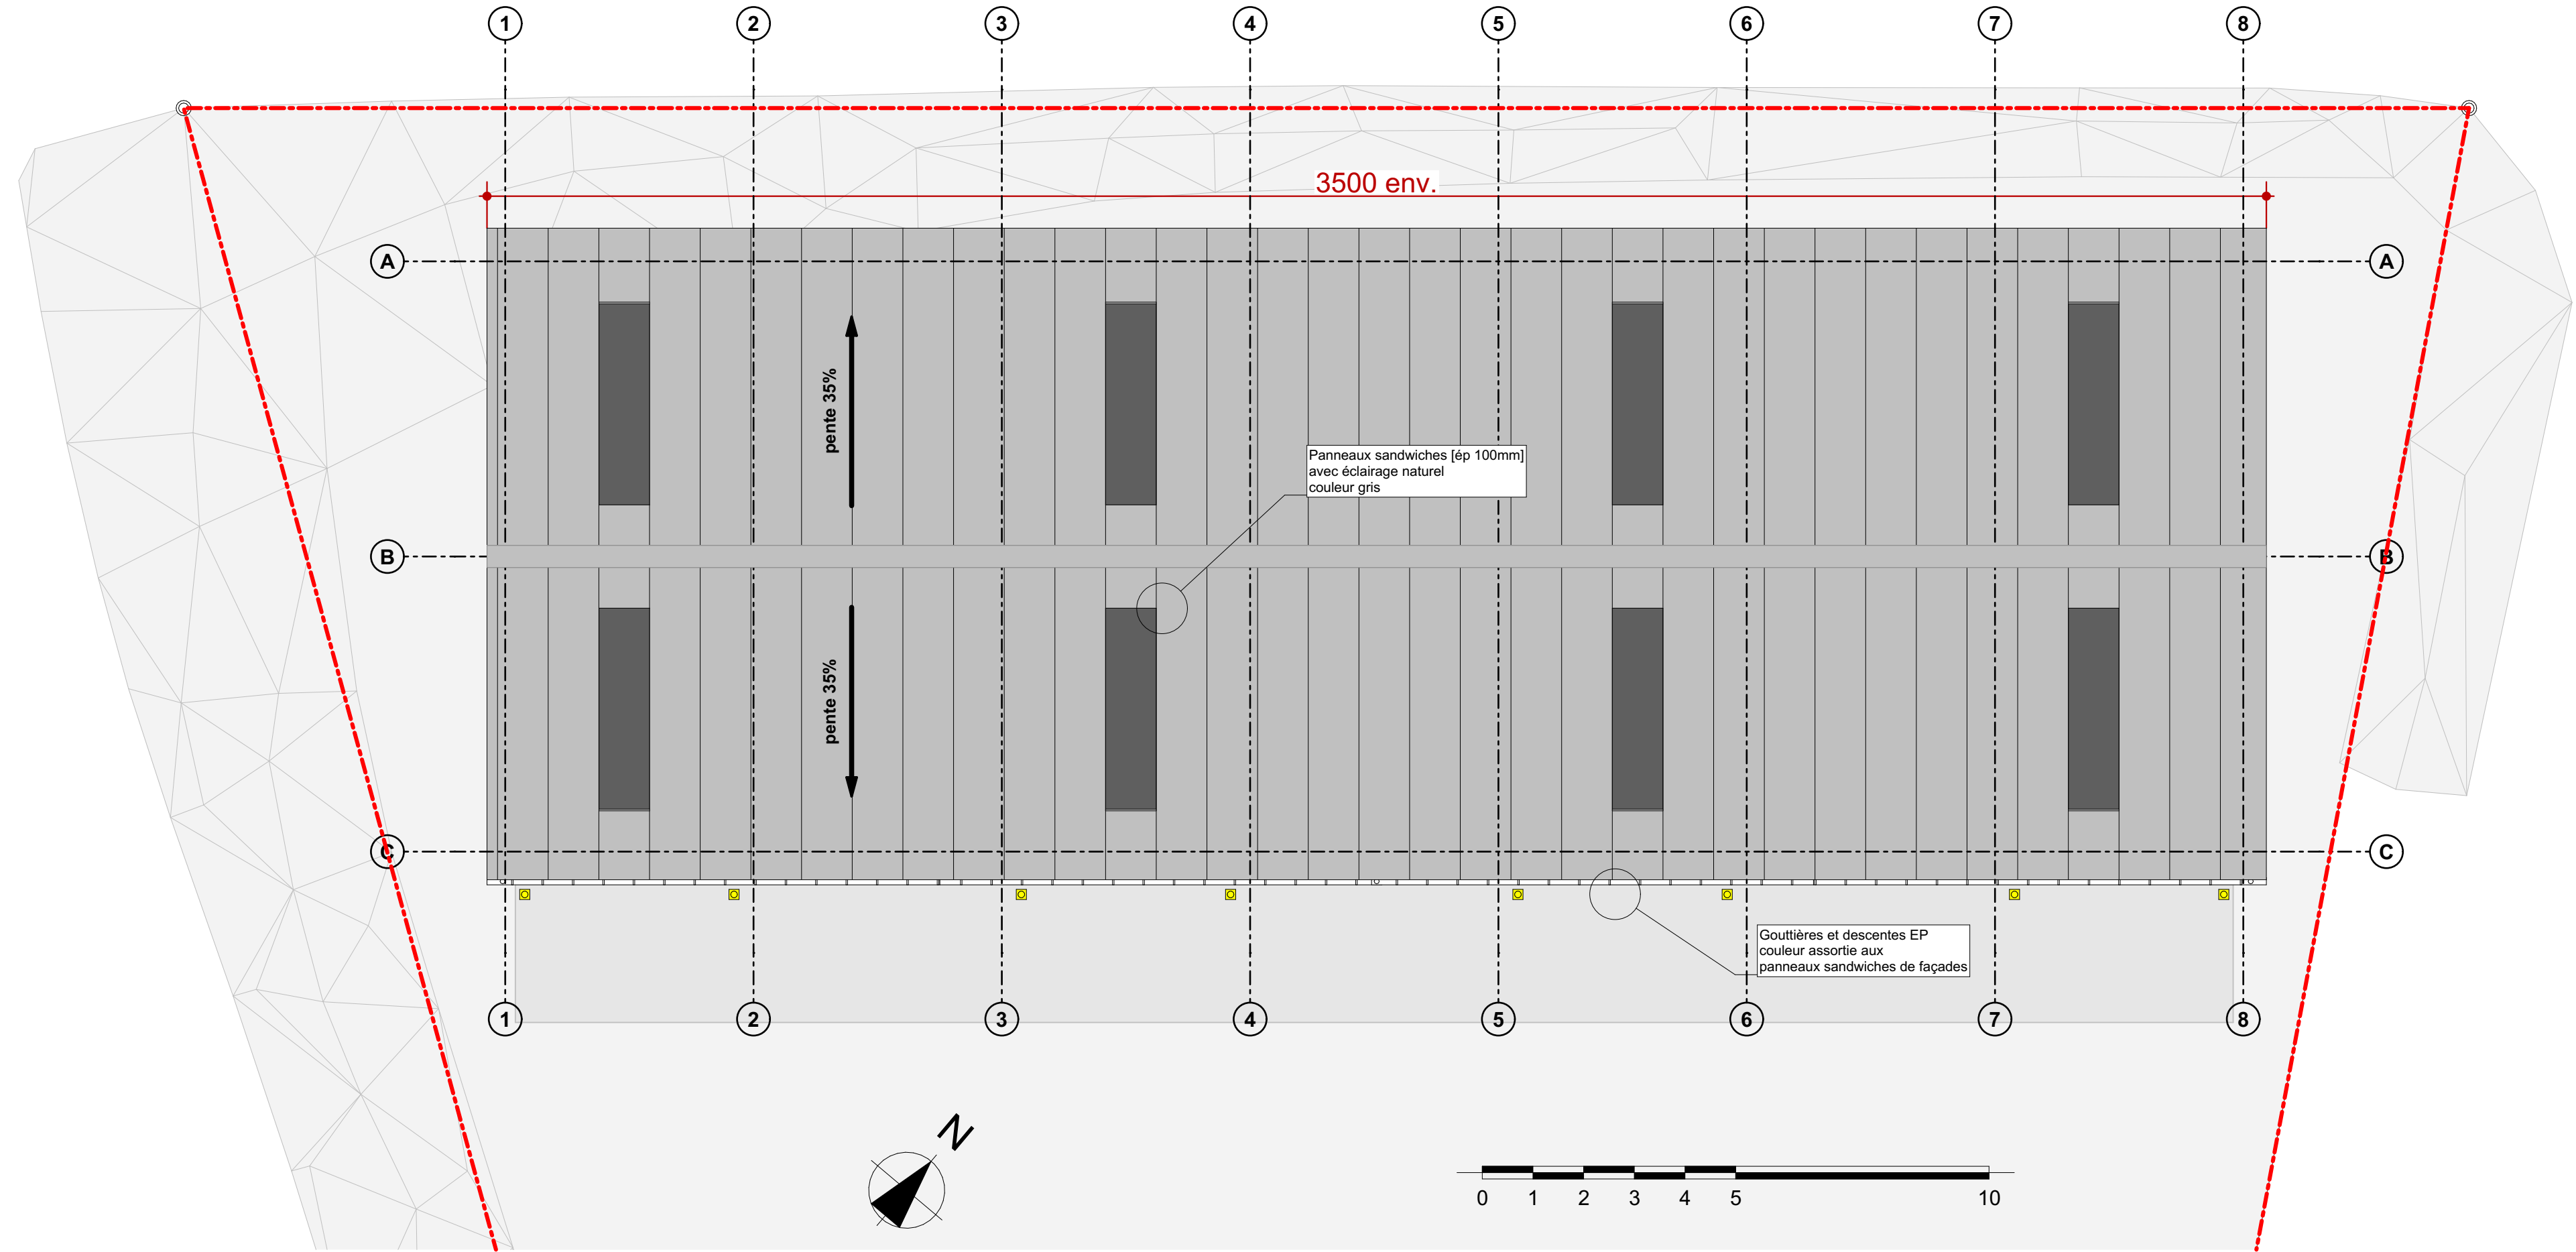 1 2 3 4 5 6 7 8
3500 env.
A A
pente 35%
Panneaux sandwiches [ép 100mm]
avec éclairage naturel
couleur gris
B B
pente 35%
C C
Gouttières et descentes EP
couleur assortie aux
panneaux sandwiches de façades
1 2 3 4 5 6 7 8
N
0 1 2 3 4 5 10